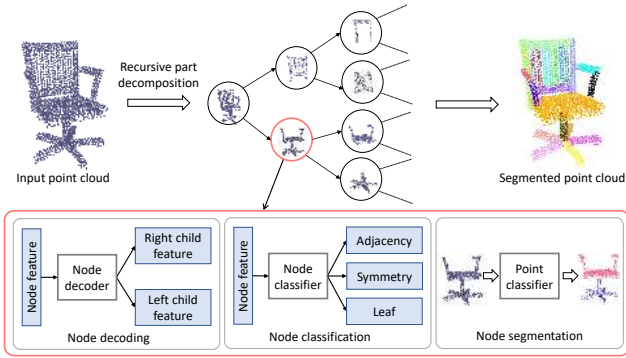 Recursive part
decomposition
Input point cloud
Segmented point cloud
Node feature
Node
decoder
Right child
feature
Left child
feature
Node decoding
Node feature
Node
classifier
Adjacency
Symmetry
Leaf
Node classification
Point
classifier
Node segmentation